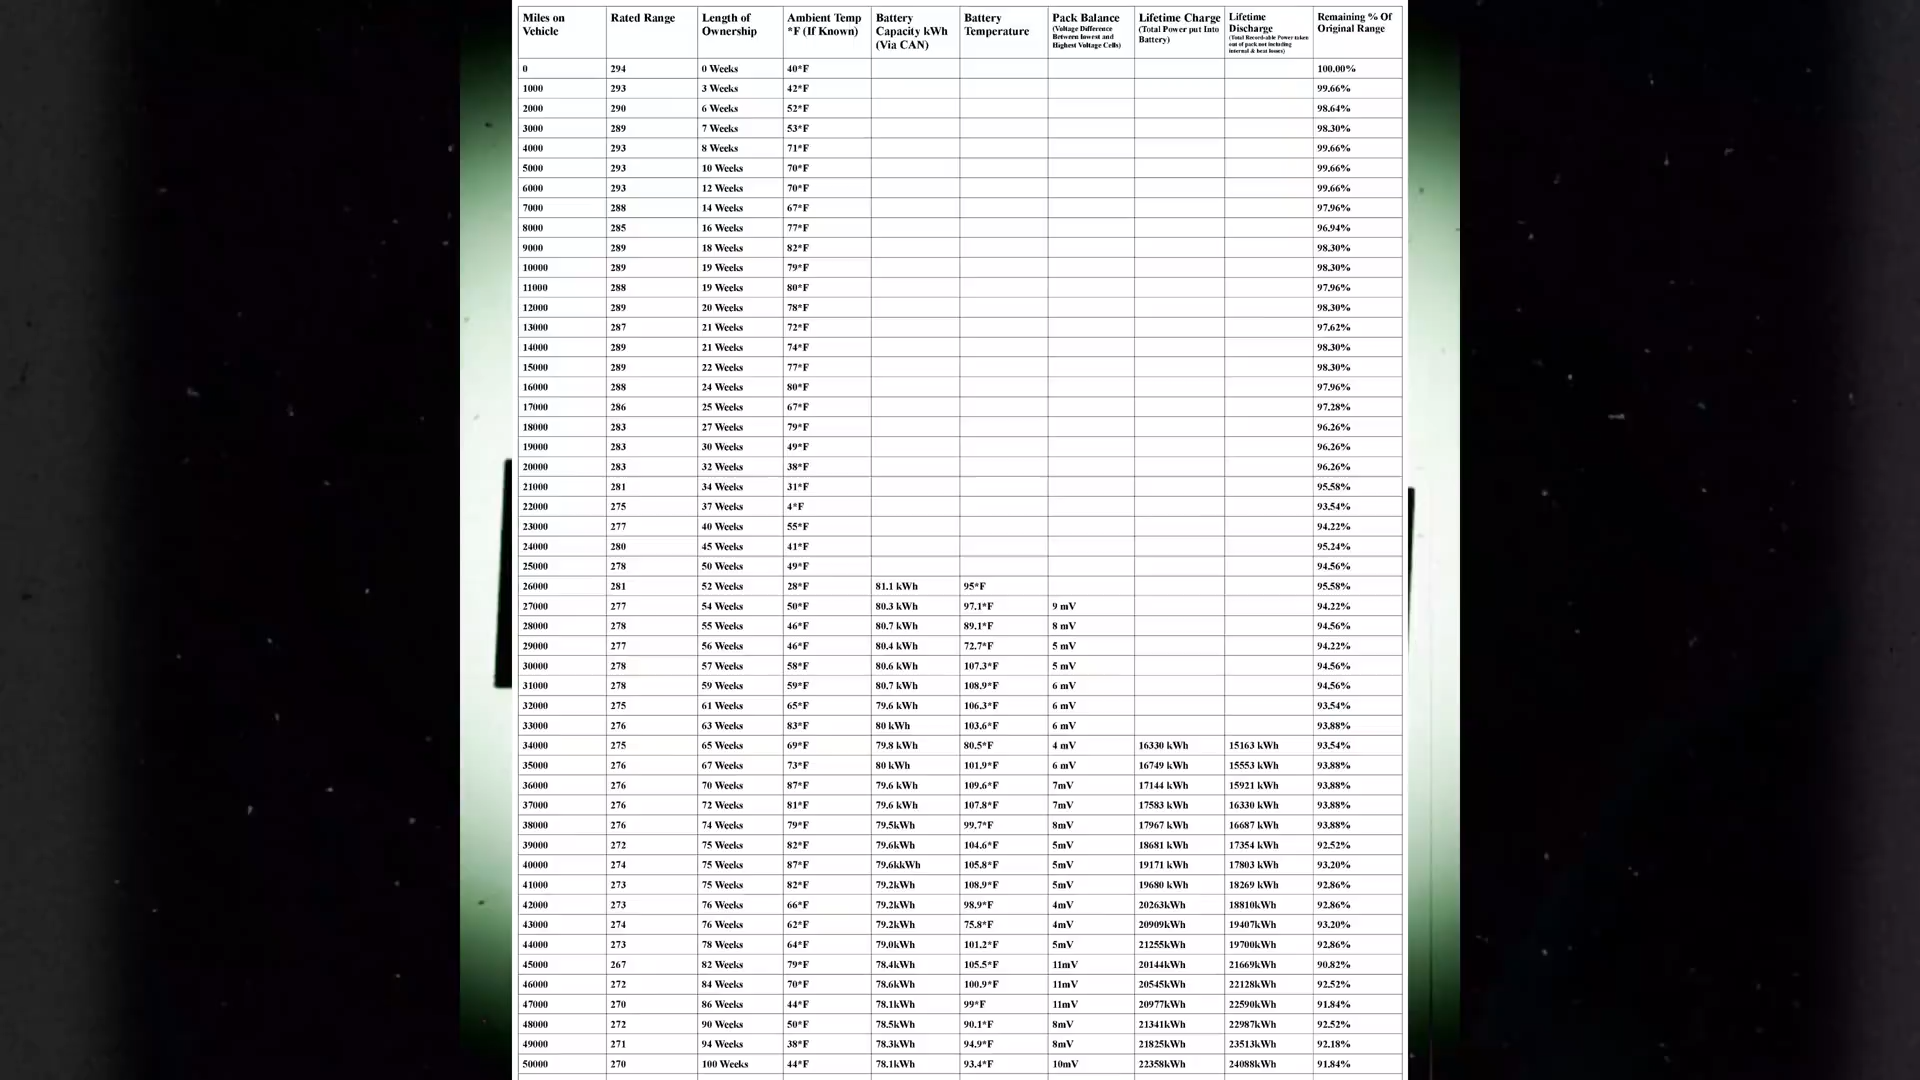 Miles on Vehicle Rated Range Length of Ownership Ambient Temp *F (If Known) Battery Capacity kWh (Via CAN) Battery Temperature Pack Balance (Voltage Difference Between lowest and Highest Voltage Cells) Lifetime Charge (Total Power put Into Battery) Lifetime Discharge (Total Record-able Power taken out of pack not including internal & heat losses) Remaining % Of Original Range
0 294 0 Weeks 40*F 100.00%
1000 293 3 Weeks 42*F 99.66%
2000 290 6 Weeks 52*F 98.64%
3000 289 7 Weeks 53*F 98.30%
4000 293 8 Weeks 71*F 99.66%
5000 293 10 Weeks 70*F 99.66%
6000 293 12 Weeks 70*F 99.66%
7000 288 14 Weeks 67*F 97.96%
8000 285 16 Weeks 77*F 96.94%
9000 289 18 Weeks 82*F 98.30%
10000 289 19 Weeks 79*F 98.30%
11000 288 19 Weeks 80*F 97.96%
12000 289 20 Weeks 78*F 98.30%
13000 287 21 Weeks 72*F 97.62%
14000 289 21 Weeks 74*F 98.30%
15000 289 22 Weeks 77*F 98.30%
16000 288 24 Weeks 80*F 97.96%
17000 286 25 Weeks 67*F 97.28%
18000 283 27 Weeks 79*F 96.26%
19000 283 30 Weeks 49*F 96.26%
20000 283 32 Weeks 38*F 96.26%
21000 281 34 Weeks 31*F 95.58%
22000 275 37 Weeks 4*F 93.54%
23000 277 40 Weeks 55*F 94.22%
24000 280 45 Weeks 41*F 95.24%
25000 278 50 Weeks 49*F 94.56%
26000 281 52 Weeks 28*F 81.1 kWh 95*F 95.58%
27000 277 54 Weeks 50*F 80.3 kWh 97.1*F 9 mV 94.22%
28000 278 55 Weeks 46*F 80.7 kWh 89.1*F 8 mV 94.56%
29000 277 56 Weeks 46*F 80.4 kWh 72.7*F 5 mV 94.22%
30000 278 57 Weeks 58*F 80.6 kWh 107.3*F 5 mV 94.56%
31000 278 59 Weeks 59*F 80.7 kWh 108.9*F 6 mV 94.56%
32000 275 61 Weeks 65*F 79.6 kWh 106.3*F 6 mV 93.54%
33000 276 63 Weeks 83*F 80 kWh 103.6*F 6 mV 93.88%
34000 275 65 Weeks 69*F 79.8 kWh 80.5*F 4 mV 16330 kWh 15163 kWh 93.54%
35000 276 67 Weeks 73*F 80 kWh 101.9*F 6 mV 16749 kWh 15553 kWh 93.88%
36000 276 70 Weeks 87*F 79.6 kWh 109.6*F 7mV 17144 kWh 15921 kWh 93.88%
37000 276 72 Weeks 81*F 79.6 kWh 107.8*F 7mV 17583 kWh 16330 kWh 93.88%
38000 276 74 Weeks 79*F 79.5kWh 99.7*F 8mV 17967 kWh 16687 kWh 93.88%
39000 272 75 Weeks 82*F 79.6kWh 104.6*F 5mV 18681 kWh 17354 kWh 92.52%
40000 274 75 Weeks 87*F 79.6kkWh 105.8*F 5mV 19171 kWh 17803 kWh 93.20%
41000 273 75 Weeks 82*F 79.2kWh 108.9*F 5mV 19680 kWh 18269 kWh 92.86%
42000 273 76 Weeks 66*F 79.2kWh 98.9*F 4mV 20263kWh 18810kWh 92.86%
43000 274 76 Weeks 62*F 79.2kWh 75.8*F 4mV 20909kWh 19407kWh 93.20%
44000 273 78 Weeks 64*F 79.0kWh 101.2*F 5mV 21255kWh 19700kWh 92.86%
45000 267 82 Weeks 79*F 78.4kWh 105.5*F 11mV 20144kWh 21669kWh 90.82%
46000 272 84 Weeks 70*F 78.6kWh 100.9*F 11mV 20545kWh 22128kWh 92.52%
47000 270 86 Weeks 44*F 78.1kWh 99*F 11mV 20977kWh 22590kWh 91.84%
48000 272 90 Weeks 50*F 78.5kWh 90.1*F 8mV 21341kWh 22987kWh 92.52%
49000 271 94 Weeks 38*F 78.3kWh 94.9*F 8mV 21825kWh 23513kWh 92.18%
50000 270 100 Weeks 44*F 78.1kWh 93.4*F 10mV 22358kWh 24088kWh 91.84%